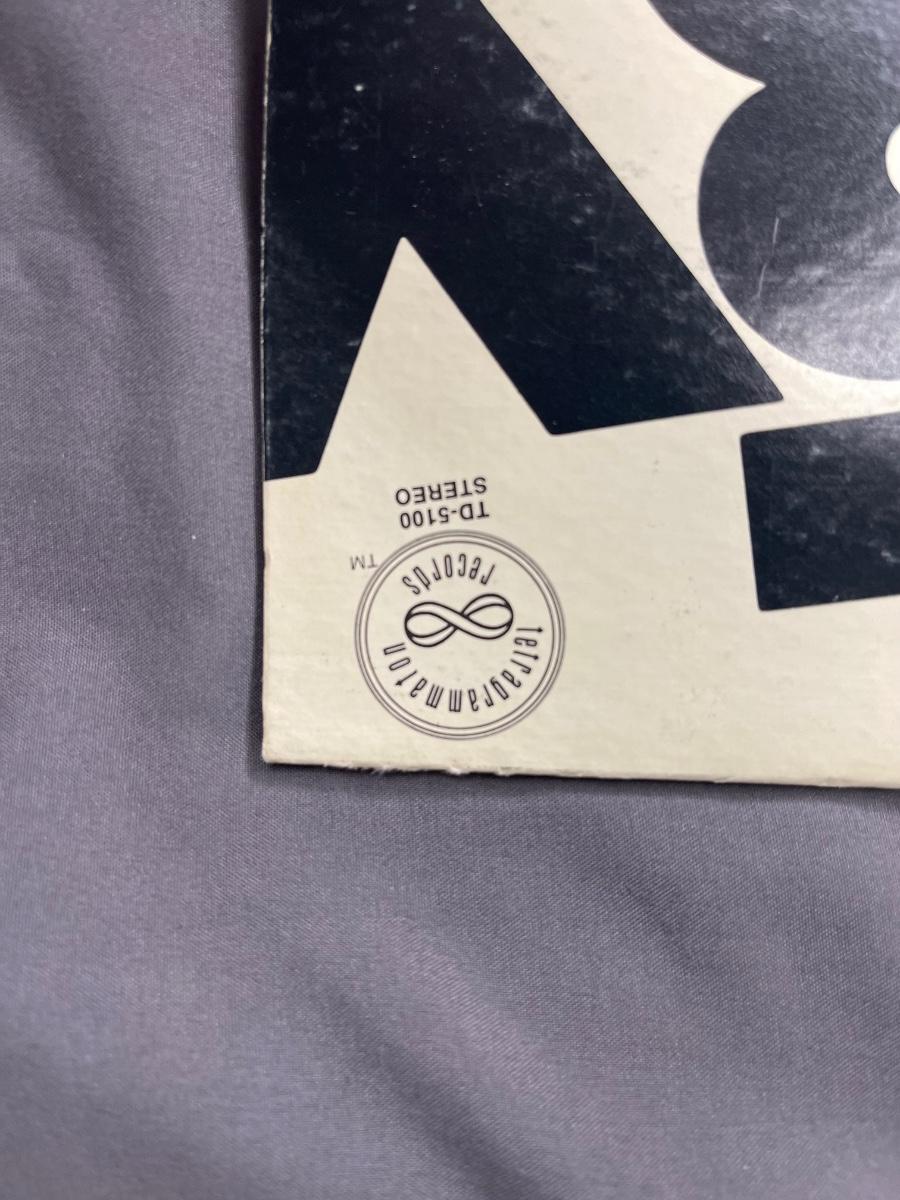 tetragrammaton
records
TM
TD-5100
STEREO